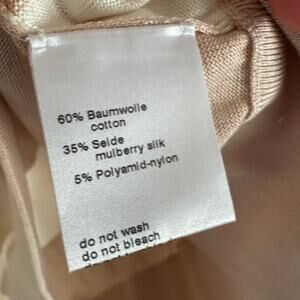 60% Baumwolle
cotton
35% Seide
mulberry silk
5% Polyamid-nylon
do not wash
do not bleach